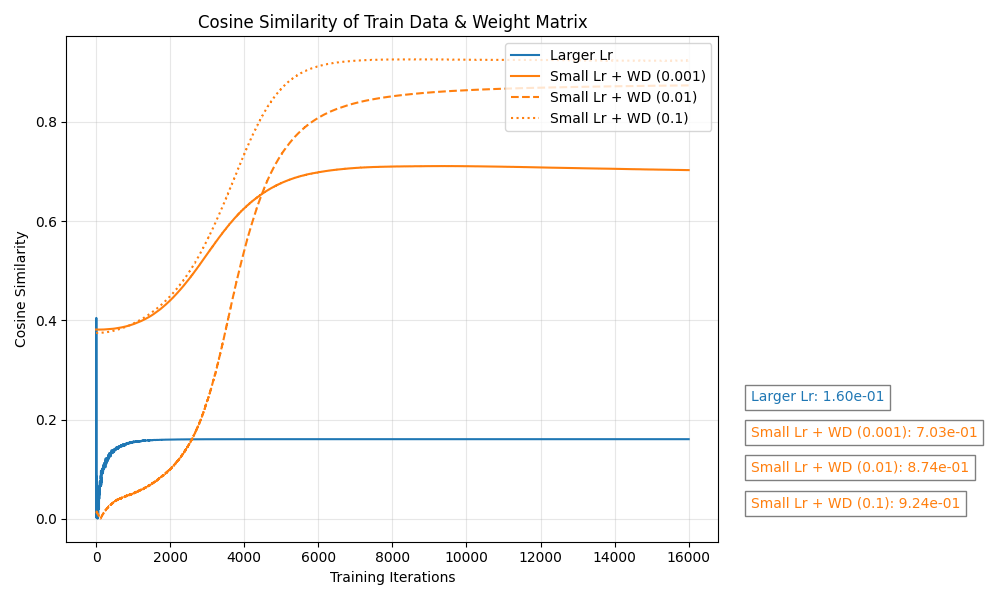 Cosine Similarity of Train Data & Weight Matrix
Larger Lr
Small Lr + WD (0.001)
Small Lr + WD (0.01)
Small Lr + WD (0.1)
Cosine Similarity
0.8
0.6
0.4
0.2
0.0
0
2000
4000
6000
8000
10000
12000
14000
16000
Training Iterations
Larger Lr: 1.60e-01
Small Lr + WD (0.001): 7.03e-01
Small Lr + WD (0.01): 8.74e-01
Small Lr + WD (0.1): 9.24e-01